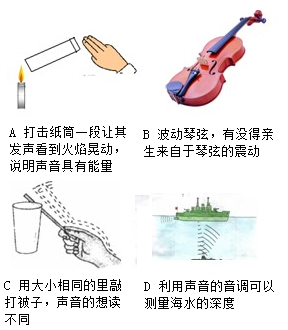 A 打击纸筒一段让其
发声看到火焰晃动，
说明声音具有能量
B 波动琴弦，有没得亲
生来自于琴弦的震动
C 用大小相同的里敲
打被子，声音的想读
不同
D 利用声音的音调可以
测量海水的深度